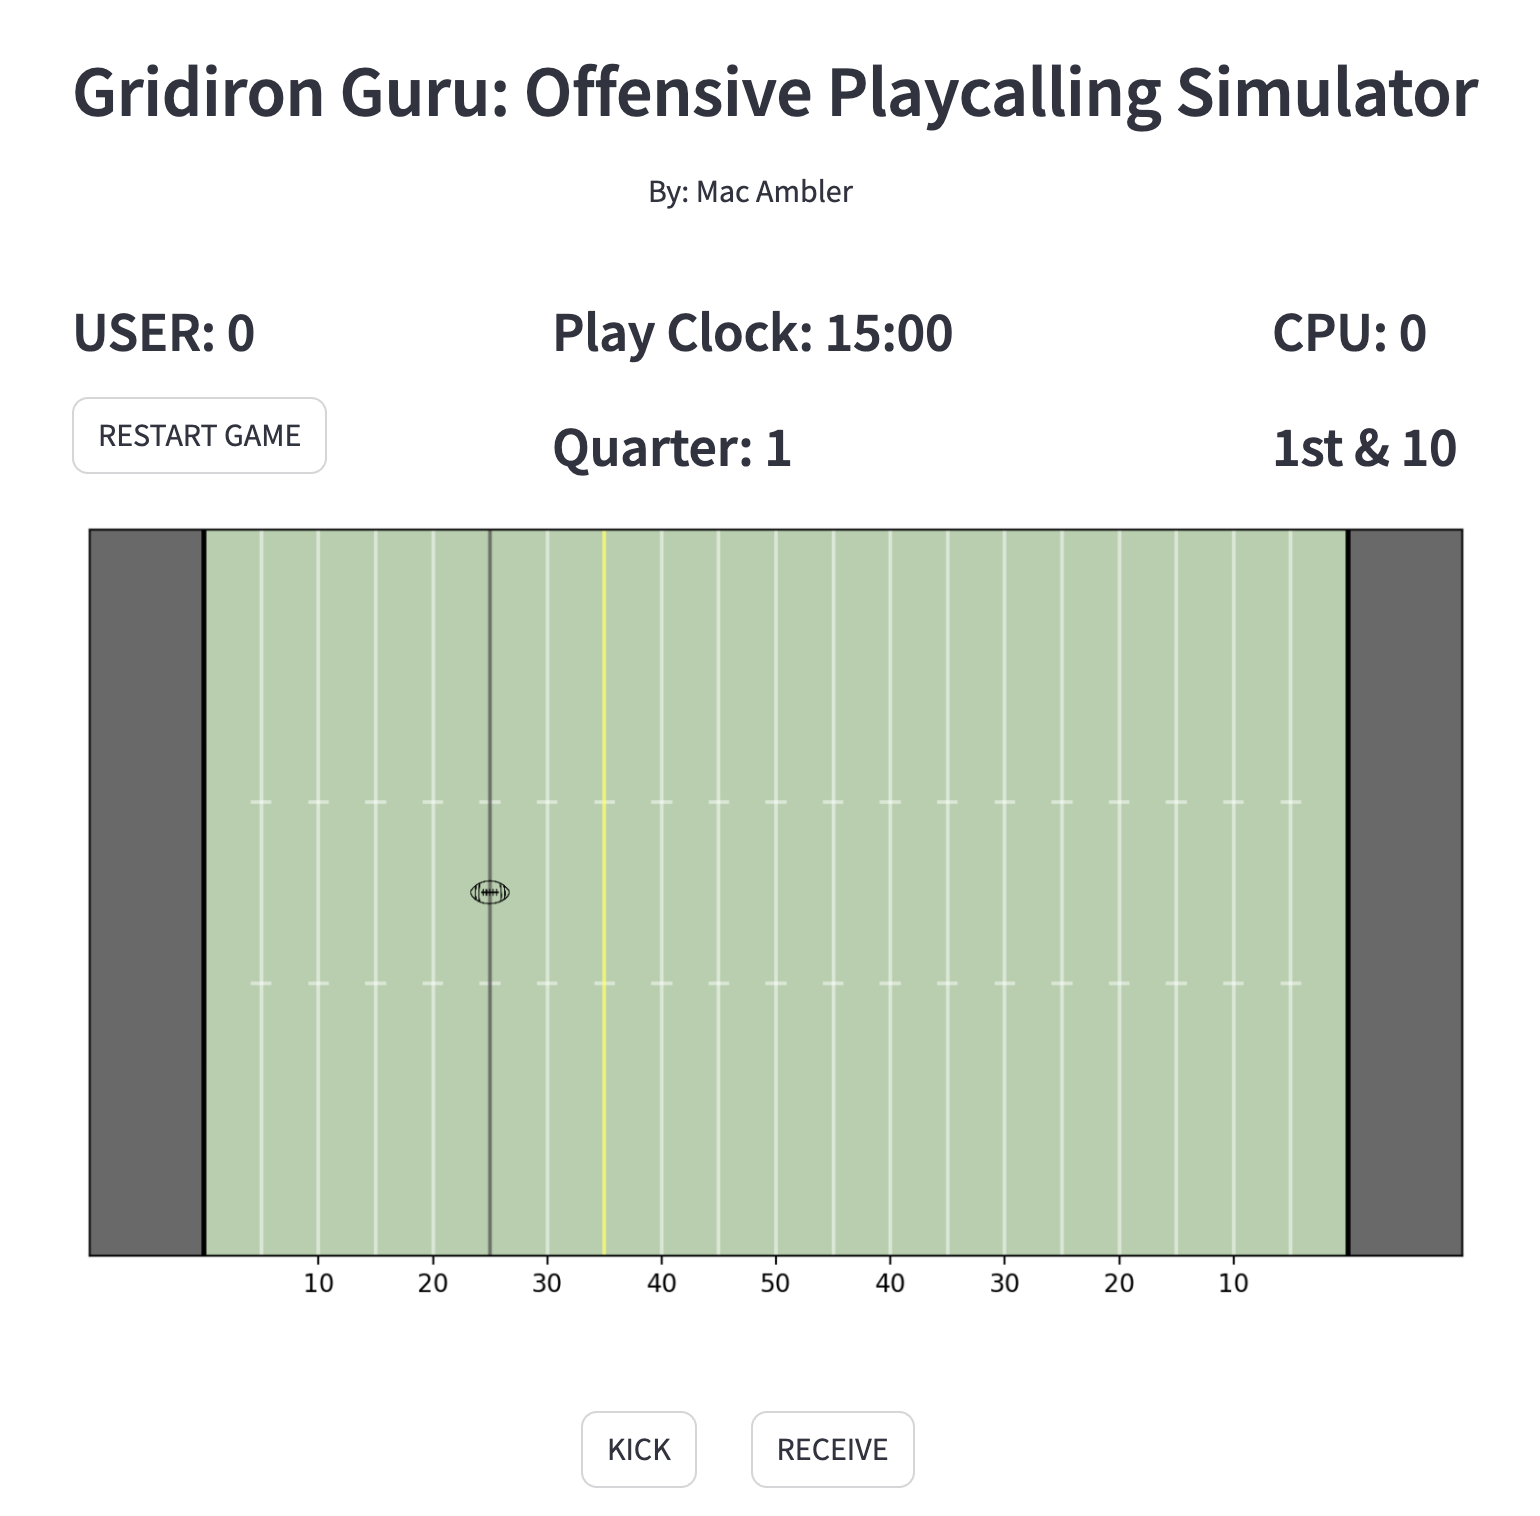 Gridiron Guru: Offensive Playcalling Simulator
By: Mac Ambler
USER: 0
Play Clock: 15:00
CPU: 0
RESTART GAME
Quarter: 1
1st & 10
10 20 30 40 50 40 30 20 10
KICK
RECEIVE